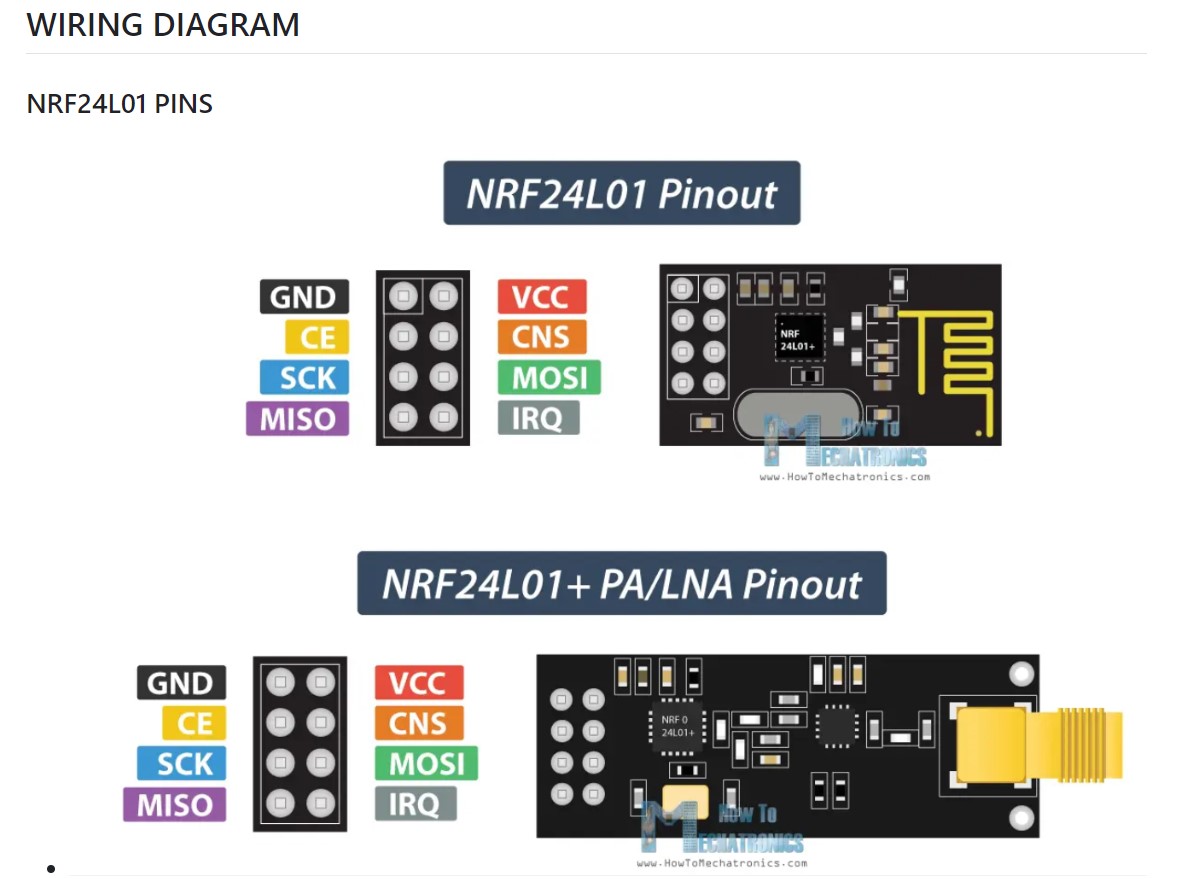 WIRING DIAGRAM
NRF24L01 PINS
NRF24L01 Pinout
GND VCC
CE CNS
SCK MOSI
MISO IRQ
NRF
24L01+
How To
MECHATRONICS
www.HowToMechatronics.com
NRF24L01+ PA/LNA Pinout
GND VCC
CE CNS
SCK MOSI
MISO IRQ
NRF 0
24L01+
How To
MECHATRONICS
www.HowToMechatronics.com